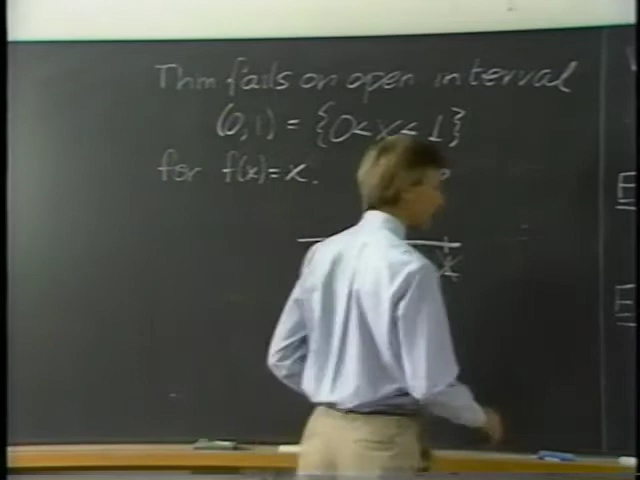 Thm fails on open interval
(0,1) = {0<x<1}
for f(x)=x.
x